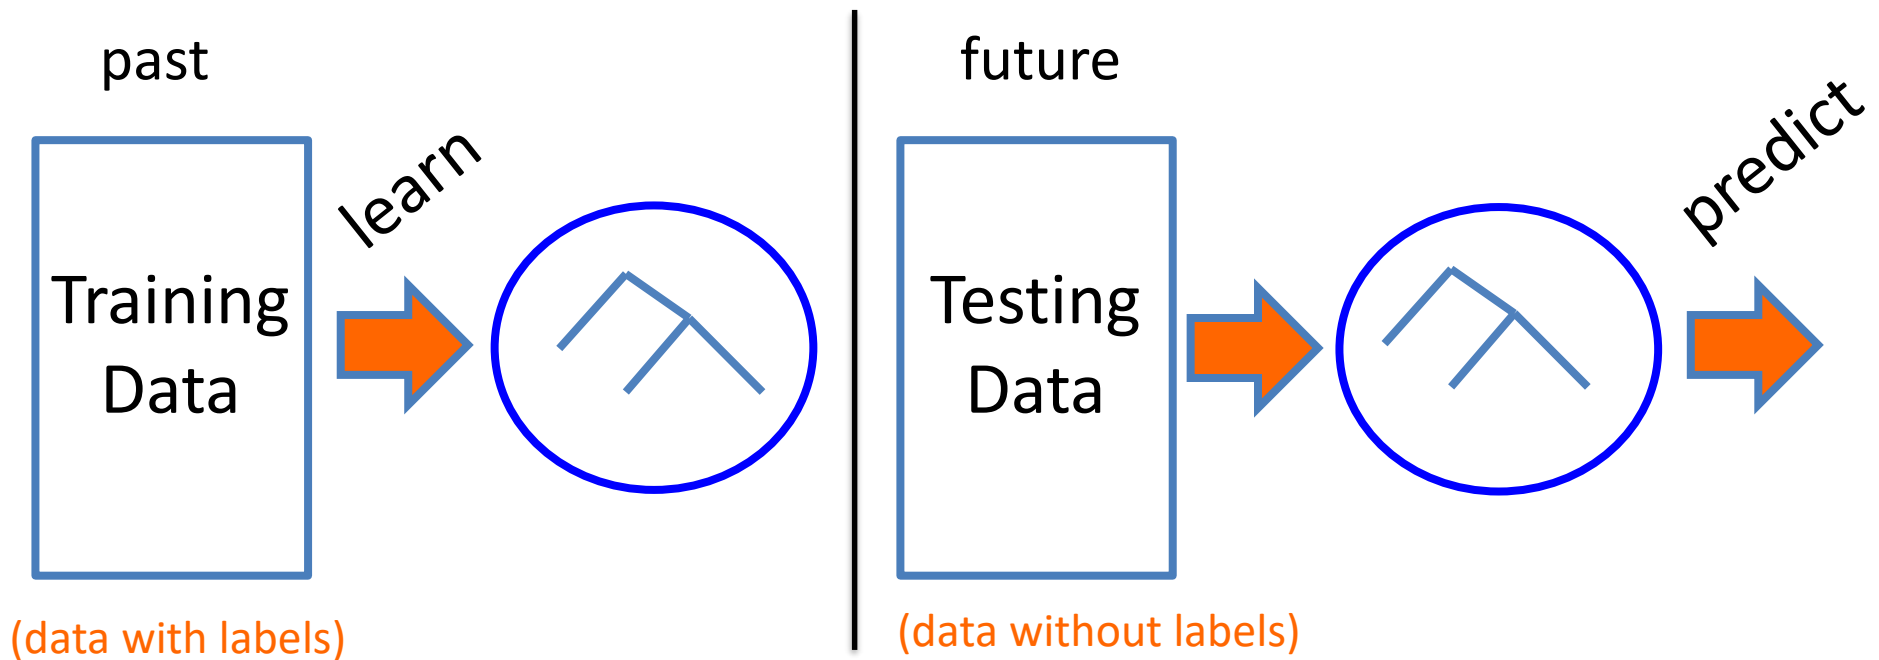 past
learn
Training
Data
(data with labels)
future
predict
Testing
Data
(data without labels)